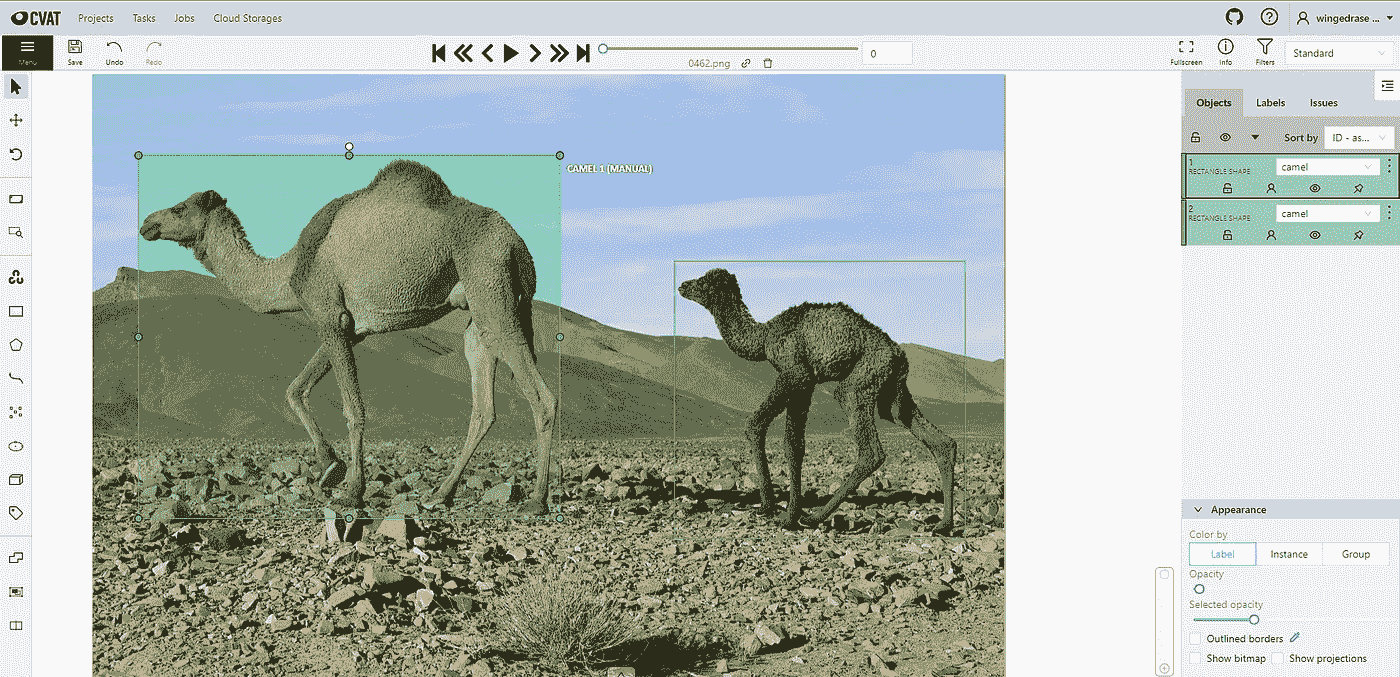 CVAT Projects Tasks Jobs Cloud Storages wingedrase ...
Menu Save Undo Redo 0 Fullscreen Info Filters Standard
0462.png
Objects Labels Issues
Sort by ID - as...
CAMEL 1 (MANUAL)
1 camel
RECTANGLE SHAPE
2 camel
RECTANGLE SHAPE
Appearance
Color by
Label Instance Group
Opacity
Selected opacity
Outlined borders
Show bitmap Show projections